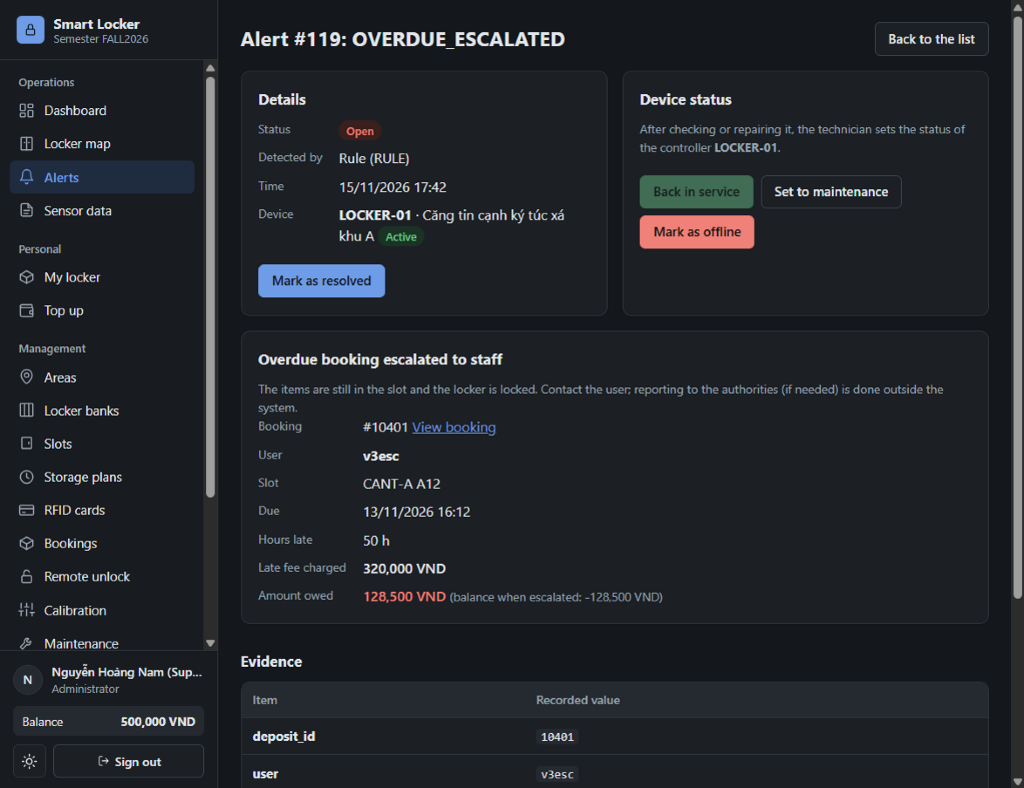 Smart Locker
Semester FALL2026
Operations
Dashboard
Locker map
Alerts
Sensor data
Personal
My locker
Top up
Management
Areas
Locker banks
Slots
Storage plans
RFID cards
Bookings
Remote unlock
Calibration
Maintenance
N
Nguyễn Hoàng Nam (Sup...
Administrator
Balance 500,000 VND
Sign out
Alert #119: OVERDUE_ESCALATED
Back to the list
Details
Status Open
Detected by Rule (RULE)
Time 15/11/2026 17:42
Device LOCKER-01 · Căng tin cạnh ký túc xá
khu A Active
Mark as resolved
Device status
After checking or repairing it, the technician sets the status of
the controller LOCKER-01.
Back in service Set to maintenance
Mark as offline
Overdue booking escalated to staff
The items are still in the slot and the locker is locked. Contact the user; reporting to the authorities (if needed) is done outside the
system.
Booking #10401 View booking
User v3esc
Slot CANT-A A12
Due 13/11/2026 16:12
Hours late 50 h
Late fee charged 320,000 VND
Amount owed 128,500 VND (balance when escalated: -128,500 VND)
Evidence
Item Recorded value
deposit_id 10401
user v3esc